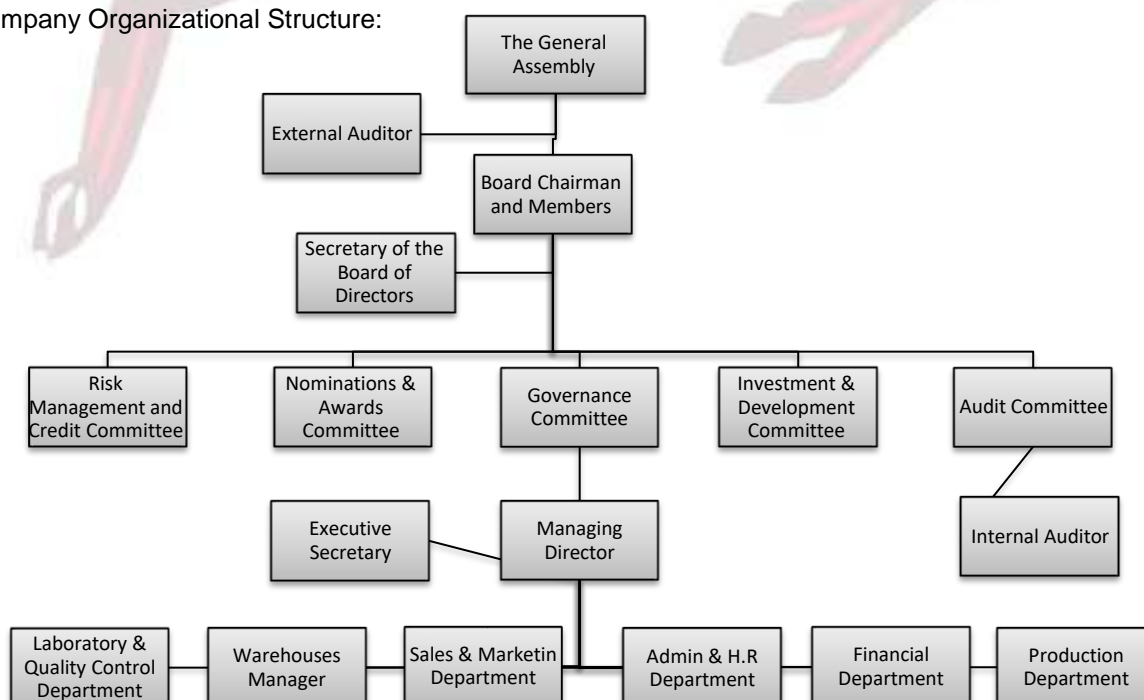 mpany Organizational Structure:
The General
Assembly
External Auditor
Board Chairman
and Members
Secretary of the
Board of
Directors
Risk
Management and
Credit Committee
Nominations &
Awards
Committee
Governance
Committee
Investment &
Development
Committee
Audit Committee
Executive
Secretary
Managing
Director
Internal Auditor
Laboratory &
Quality Control
Department
Warehouses
Manager
Sales & Marketin
Department
Admin & H.R
Department
Financial
Department
Production
Department